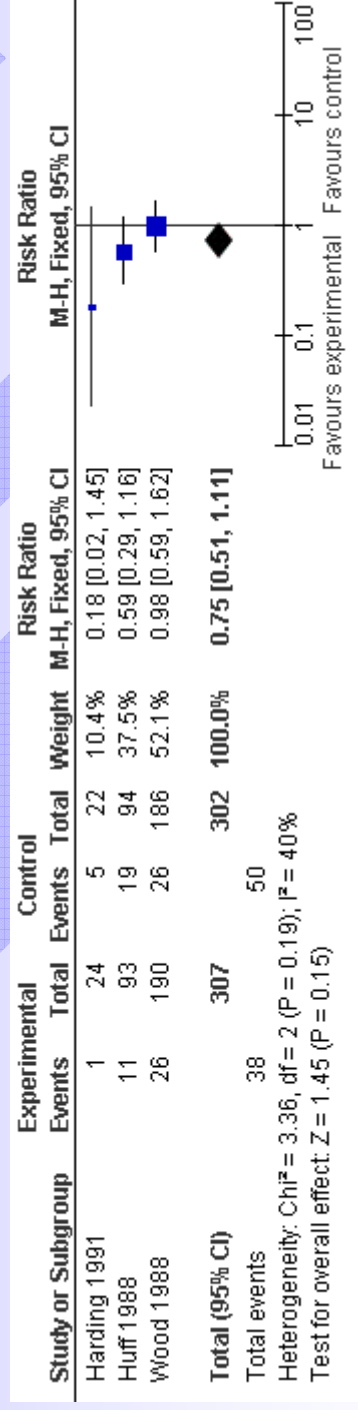 Experimental Control Risk Ratio Risk Ratio
Study or Subgroup Events Total Events Total Weight M-H, Fixed, 95% CI M-H, Fixed, 95% CI
Harding 1991 1 24 5 22 10.4% 0.18 [0.02, 1.45]
Huff 1988 11 93 19 94 37.5% 0.59 [0.29, 1.16]
Wood 1988 26 190 26 186 52.1% 0.98 [0.59, 1.62]
Total (95% CI) 307 302 100.0% 0.75 [0.51, 1.11]
Total events 38 50
Heterogeneity: Chi² = 3.36, df = 2 (P = 0.19); I² = 40%
Test for overall effect: Z = 1.45 (P = 0.15)
0.01 0.1 1 10 100
Favours experimental Favours control